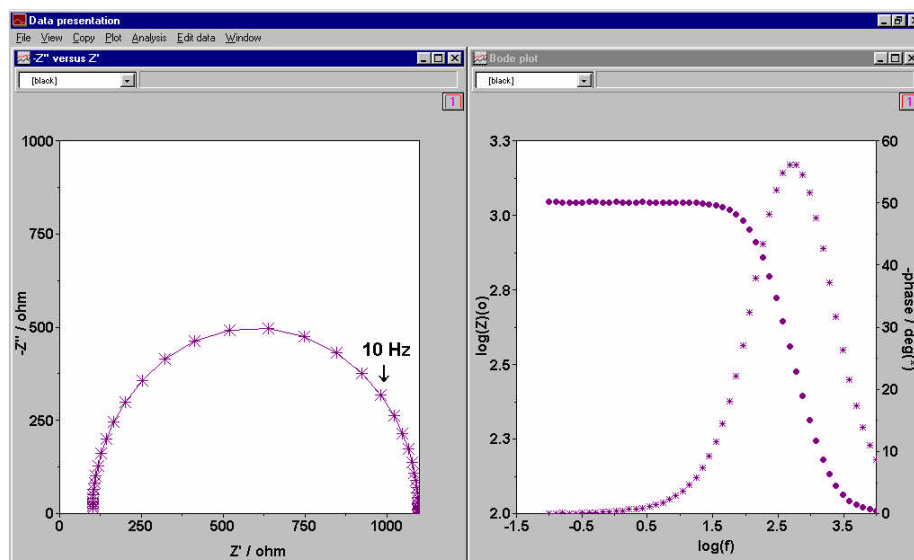 Data presentation
File View Copy Plot Analysis Edit data Window
-Z" versus Z'
[black]
1
1000
750
500
250
0
-Z" / ohm
10 Hz
0 250 500 750 1000
Z' / ohm
Bode plot
[black]
1
3.3
3.0
2.8
2.5
2.3
2.0
log(Z)(o)
60
50
40
30
20
10
0
-phase / deg(*)
-1.5 -0.5 0.5 1.5 2.5 3.5
log(f)